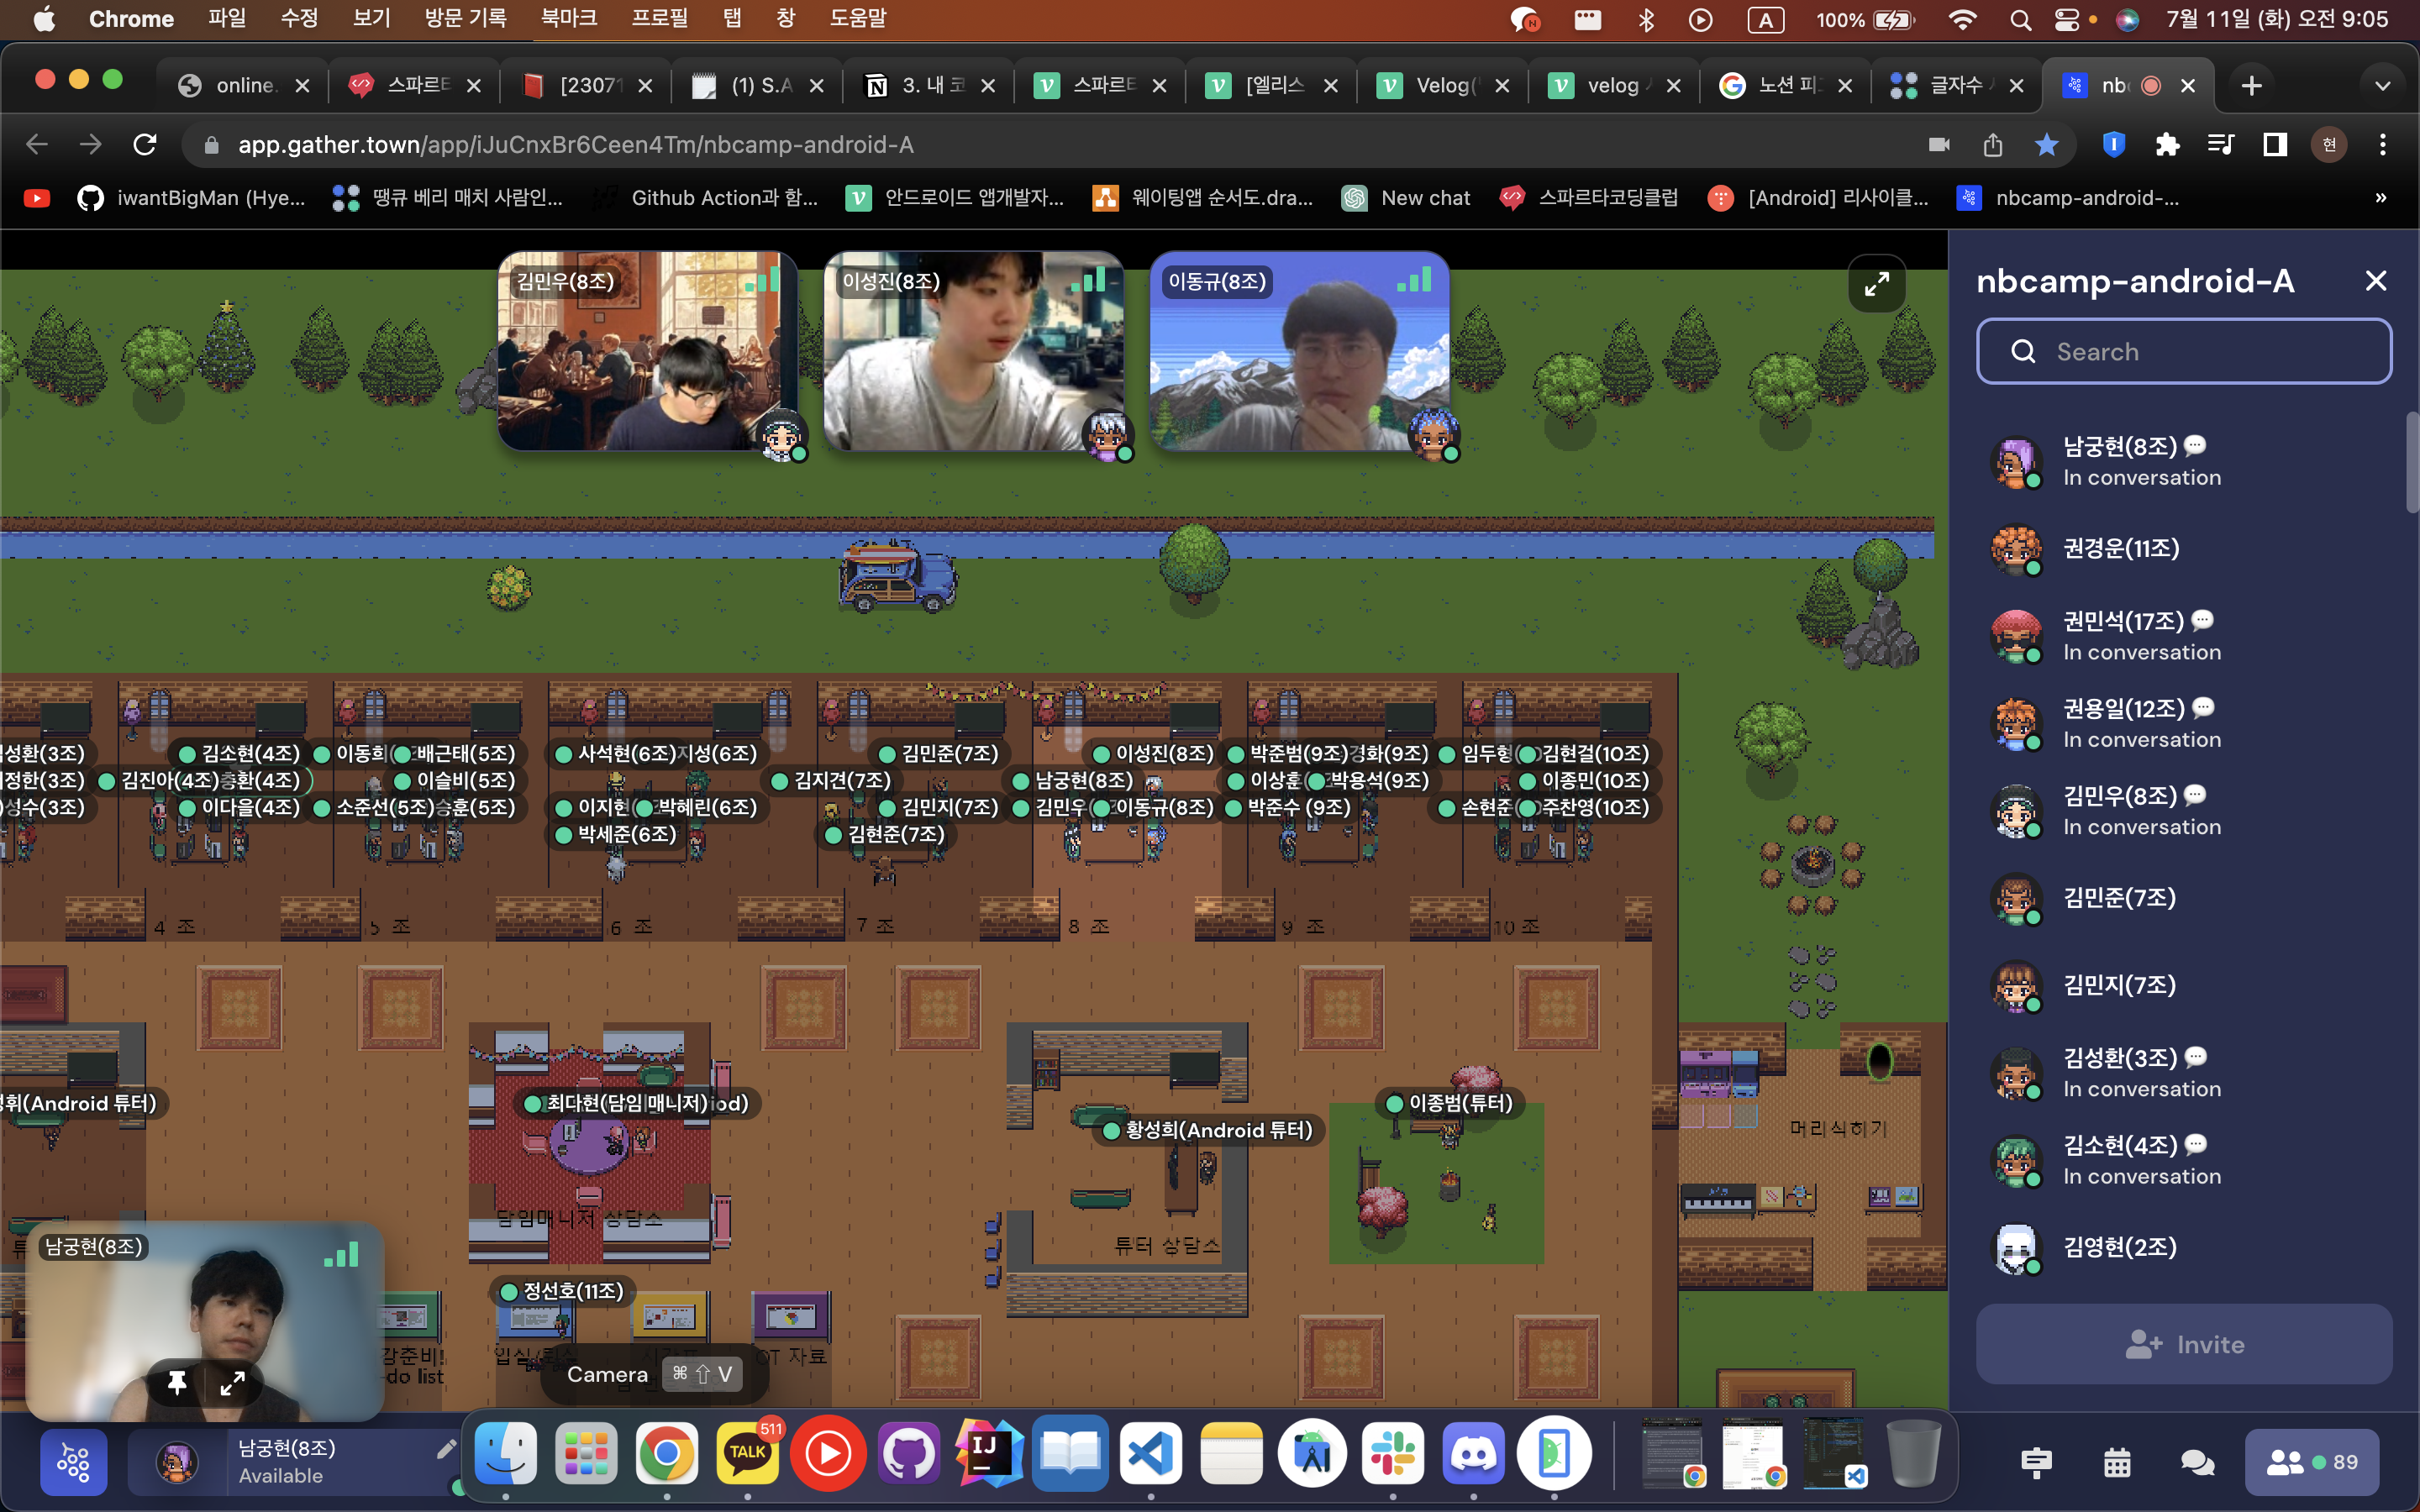 Chrome 파일 수정 보기 방문 기록 북마크 프로필 탭 창 도움말
A 100% 7월 11일 (화) 오전 9:05
online. 스파르ㅌ [2307 (1) S.A 3. 내 코 스파르ㅌ [엘리스 Velog( velog 노션 피 글자수 nb
app.gather.town/app/iJuCnxBr6Ceen4Tm/nbcamp-android-A
iwantBigMan (Hye... 땡큐 베리 매치 사람인... Github Action과 함... 안드로이드 앱개발자... 웨이팅앱 순서도.dra... New chat 스파르타코딩클럽 [Android] 리사이클... nbcamp-android-... »
김민우(8조) 이성진(8조) 이동규(8조)
nbcamp-android-A
Search
남궁현(8조)
In conversation
권경운(11조)
권민석(17조)
In conversation
권용일(12조)
In conversation
김민우(8조)
In conversation
김민준(7조)
김민지(7조)
김성환(3조)
In conversation
김소현(4조)
In conversation
김영현(2조)
Invite
성환(3조) 김소현(4조) 이동희 배근태(5조) 사석현(6조) 지성(6조) 김민준(7조) 이성진(8조) 박준범(9조) 경화(9조) 임두형 김현걸(10조)
정한(3조) 김진아(4조) 충환(4조) 이슬비(5조) 김지견(7조) 남궁현(8조) 이상훈 박용석(9조) 이종민(10조)
성수(3조) 이다을(4조) 소준선(5조) 승훈(5조) 이지현 박혜린(6조) 김민지(7조) 김민우 이동규(8조) 박준수 (9조) 손현준 주찬영(10조)
박세준(6조) 김현준(7조)
4 조 5 조 6 조 7 조 8 조 9 조 10 조
휘(Android 튜터) 최다현(담임 매니저) iod) 이종범(튜터)
황성희(Android 튜터)
머리식히기
담임매니저 상담소
튜터 상담소
정선호(11조)
남궁현(8조)
강준비!
OT 자료
do list
Camera ⌘ ⇧ V
남궁현(8조)
Available
TALK
511
IJ
89